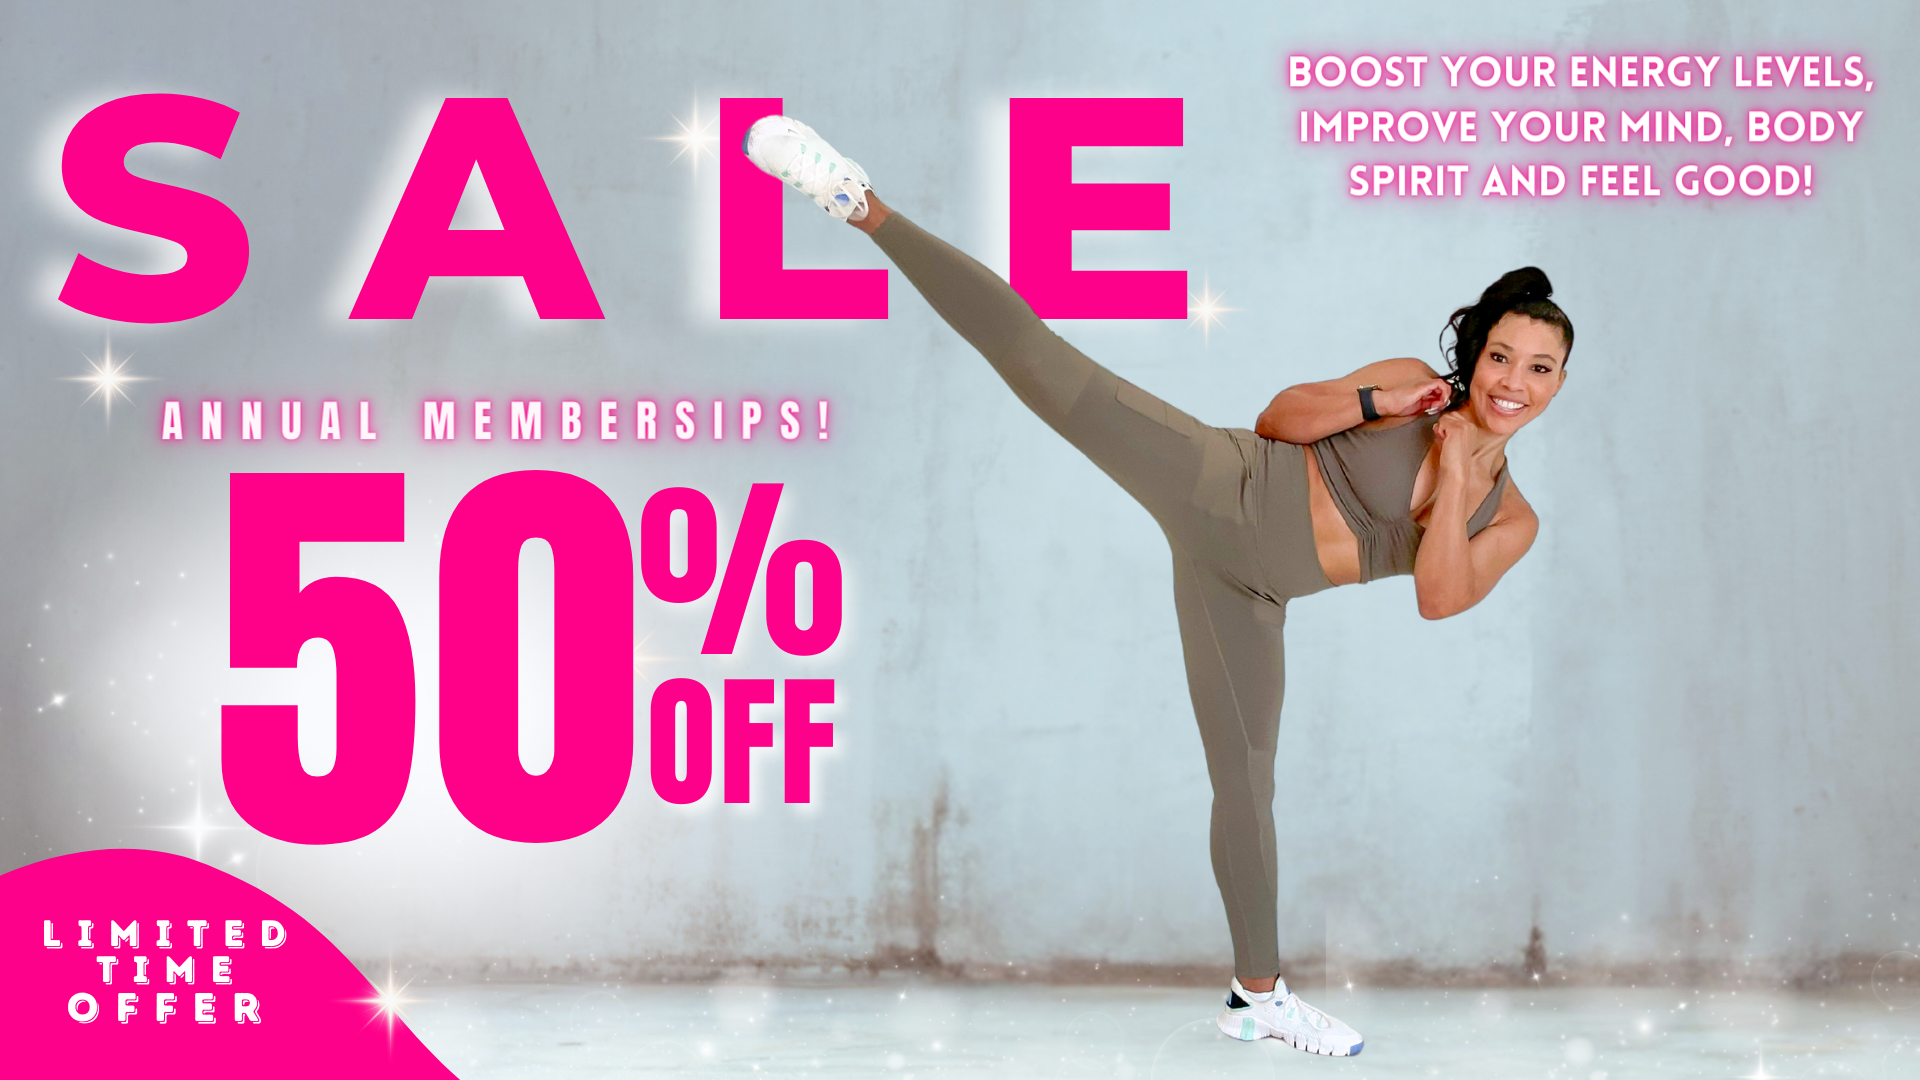 SALE
BOOST YOUR ENERGY LEVELS,
IMPROVE YOUR MIND, BODY
SPIRIT AND FEEL GOOD!
ANNUAL MEMBERSIPS!
50%
OFF
LIMITED
TIME
OFFER